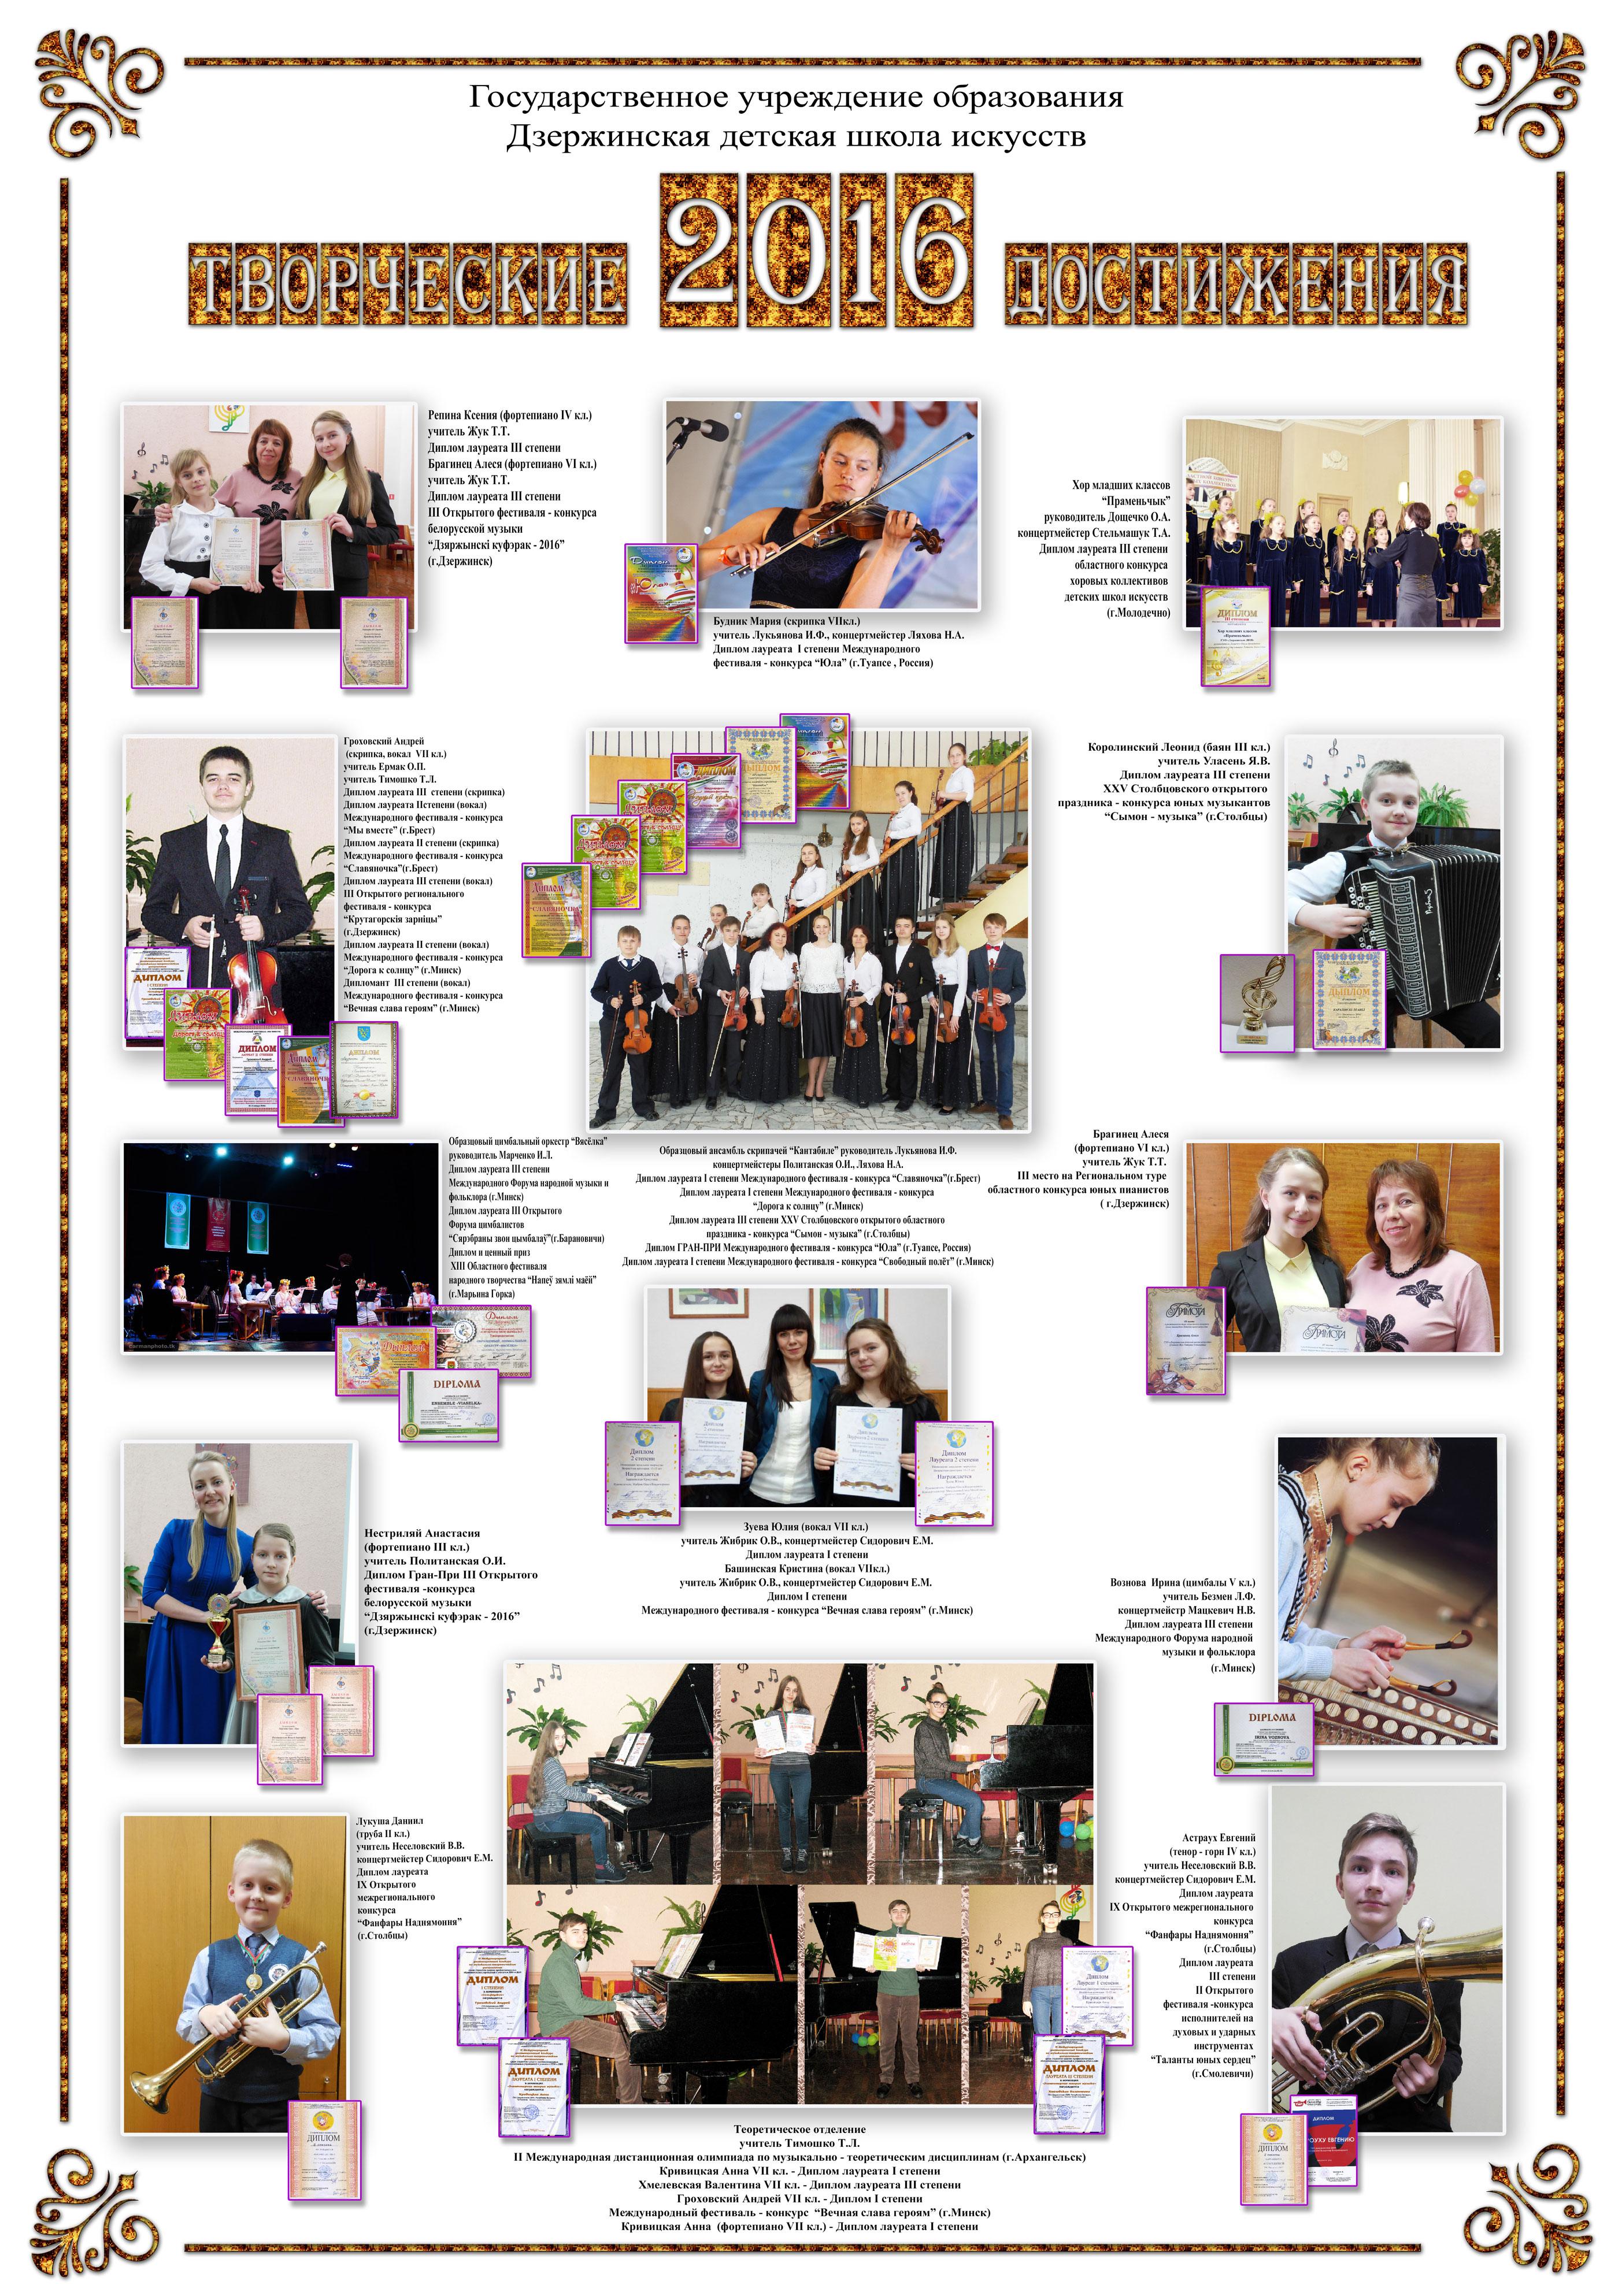 Государственное учреждение образования
Дзержинская детская школа искусств
ТВОРЧЕСКИЕ 2016 ДОСТИЖЕНИЯ
Репина Ксения (фортепиано IV кл.)
учитель Жук Т.Т.
Диплом лауреата III степени
Брагинец Алеся (фортепиано VI кл.)
учитель Жук Т.Т.
Диплом лауреата III степени
III Открытого фестиваля - конкурса
белорусской музыки
“Дзяржынскі куфэрак - 2016”
(г.Дзержинск)
Будник Мария (скрипка VIIкл.)
учитель Лукьянова И.Ф., концертмейстер Ляхова Н.А.
Диплом лауреата I степени Международного
фестиваля - конкурса “Юла” (г.Туапсе , Россия)
Хор младших классов
“Праменьчык”
руководитель Дощечко О.А.
концертмейстер Стельмашук Т.А.
Диплом лауреата III степени
областного конкурса
хоровых коллективов
детских школ искусств
(г.Молодечно)
Гроховский Андрей
(скрипка, вокал VII кл.)
учитель Ермак О.П.
учитель Тимошко Т.Л.
Диплом лауреата III степени (скрипка)
Диплом лауреата IIстепени (вокал)
Международного фестиваля - конкурса
“Мы вместе” (г.Брест)
Диплом лауреата II степени (скрипка)
Международного фестиваля - конкурса
“Славяночка”(г.Брест)
Диплом лауреата III степени (вокал)
III Открытого регионального
фестиваля - конкурса
“Крутагорскія зарніцы”
(г.Дзержинск)
Диплом лауреата II степени (вокал)
Международного фестиваля - конкурса
“Дорога к солнцу” (г.Минск)
Дипломант III степени (вокал)
Международного фестиваля - конкурса
“Вечная слава героям” (г.Минск)
Королинский Леонид (баян III кл.)
учитель Уласень Я.В.
Диплом лауреата III степени
XXV Столбцовского открытого
праздника - конкурса юных музыкантов
“Сымон - музыка” (г.Столбцы)
Образцовый цимбальный оркестр “Вясёлка”
руководитель Марченко И.Л.
Диплом лауреата III степени
Международного Форума народной музыки и
фольклора (г.Минск)
Диплом лауреата III Открытого
Форума цимбалистов
“Сярэбраны звон цымбалаў”(г.Барановичи)
Диплом и ценный приз
XIII Областного фестиваля
народного творчества “Напеў зямлі маёй”
(г.Марьина Горка)
DIPLOMA
ENSEMBLE «VIASELKA»
Образцовый ансамбль скрипачей “Кантабиле” руководитель Лукьянова И.Ф.
концертмейстеры Политанская О.И., Ляхова Н.А.
Диплом лауреата I степени Международного фестиваля - конкурса “Славяночка”(г.Брест)
Диплом лауреата I степени Международного фестиваля - конкурса
“Дорога к солнцу” (г.Минск)
Диплом лауреата III степени XXV Столбцовского открытого областного
праздника - конкурса “Сымон - музыка” (г.Столбцы)
Диплом ГРАН-ПРИ Международного фестиваля - конкурса “Юла” (г.Туапсе, Россия)
Диплом лауреата I степени Международного фестиваля - конкурса “Свободный полёт” (г.Минск)
Брагинец Алеся
(фортепиано VI кл.)
учитель Жук Т.Т.
III место на Региональном туре
областного конкурса юных пианистов
( г.Дзержинск)
Нестриляй Анастасия
(фортепиано III кл.)
учитель Политанская О.И.
Диплом Гран-При III Открытого
фестиваля -конкурса
белорусской музыки
“Дзяржынскі куфэрак - 2016”
(г.Дзержинск)
Зуева Юлия (вокал VII кл.)
учитель Жибрик О.В., концертмейстер Сидорович Е.М.
Диплом лауреата I степени
Башинская Кристина (вокал VIIкл.)
учитель Жибрик О.В., концертмейстер Сидорович Е.М.
Диплом I степени
Международного фестиваля - конкурса “Вечная слава героям” (г.Минск)
Вознова Ирина (цимбалы V кл.)
учитель Безмен Л.Ф.
концертмейстр Мацкевич Н.В.
Диплом лауреата III степени
Международного Форума народной
музыки и фольклора
(г.Минск)
DIPLOMA
IRINA VOZNOVA
Лукуша Даниил
(труба II кл.)
учитель Неселовский В.В.
концертмейстер Сидорович Е.М.
Диплом лауреата
IX Открытого
межрегионального
конкурса
“Фанфары Наднямоння”
(г.Столбцы)
ДИПЛОМ
Астраух Евгений
(тенор - горн IV кл.)
учитель Неселовский В.В.
концертмейстер Сидорович Е.М.
Диплом лауреата
IX Открытого межрегионального
конкурса
“Фанфары Наднямоння”
(г.Столбцы)
Диплом лауреата
III степени
II Открытого
фестиваля -конкурса
исполнителей на
духовых и ударных
инструментах
“Таланты юных сердец”
(г.Смолевичи)
Теоретическое отделение
учитель Тимошко Т.Л.
II Международная дистанционная олимпиада по музыкально - теоретическим дисциплинам (г.Архангельск)
Кривицкая Анна VII кл. - Диплом лауреата I степени
Хмелевская Валентина VII кл. - Диплом лауреата III степени
Гроховский Андрей VII кл. - Диплом I степени
Международный фестиваль - конкурс “Вечная слава героям” (г.Минск)
Кривицкая Анна (фортепиано VII кл.) - Диплом лауреата I степени